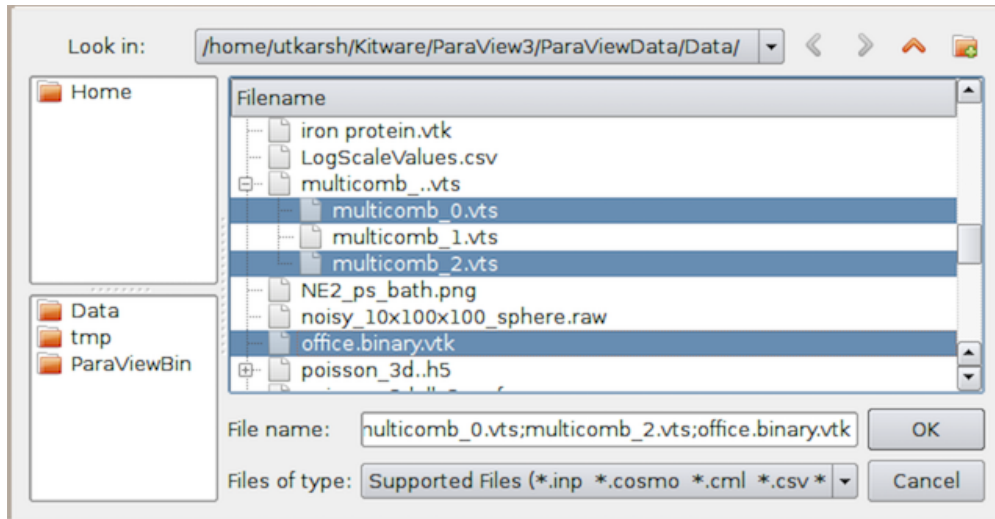 Look in: /home/utkarsh/Kitware/ParaView3/ParaViewData/Data/
Home
Filename
iron protein.vtk
LogScaleValues.csv
multicomb_..vts
multicomb_0.vts
multicomb_1.vts
multicomb_2.vts
NE2_ps_bath.png
noisy_10x100x100_sphere.raw
office.binary.vtk
poisson_3d..h5
Data
tmp
ParaViewBin
File name: multicomb_0.vts;multicomb_2.vts;office.binary.vtk OK
Files of type: Supported Files (*.inp *.cosmo *.cml *.csv * Cancel